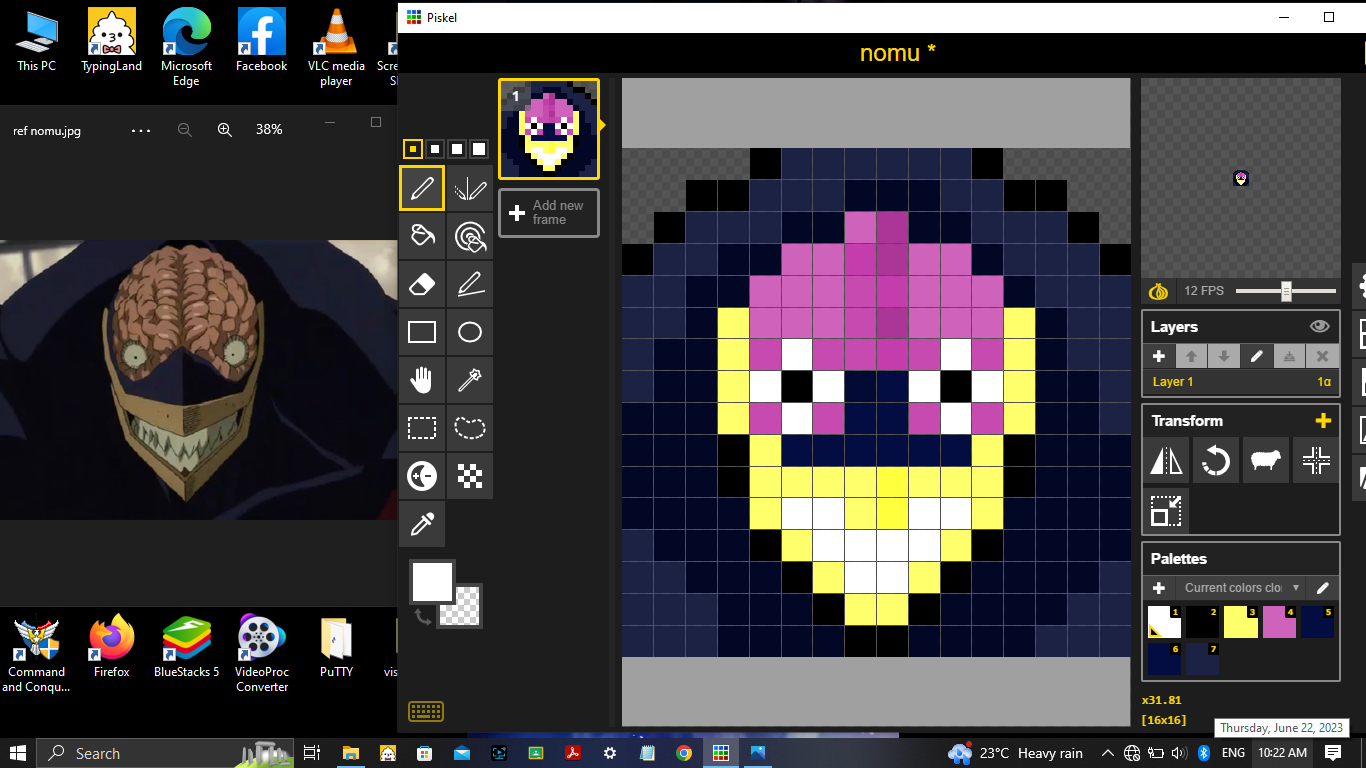 Piskel
This PC
TypingLand
Microsoft
Edge
Facebook
VLC media
player
nomu *
ref nomu.jpg
38%
1
Add new
frame
12 FPS
Layers
Layer 1
1α
Transform
Palettes
Current colors clo
1
2
3
4
5
6
7
x31.81
[16x16]
Command
and Conqu...
Firefox
BlueStacks 5
VideoProc
Converter
PuTTY
Thursday, June 22, 2023
Search
23°C Heavy rain
ENG
10:22 AM